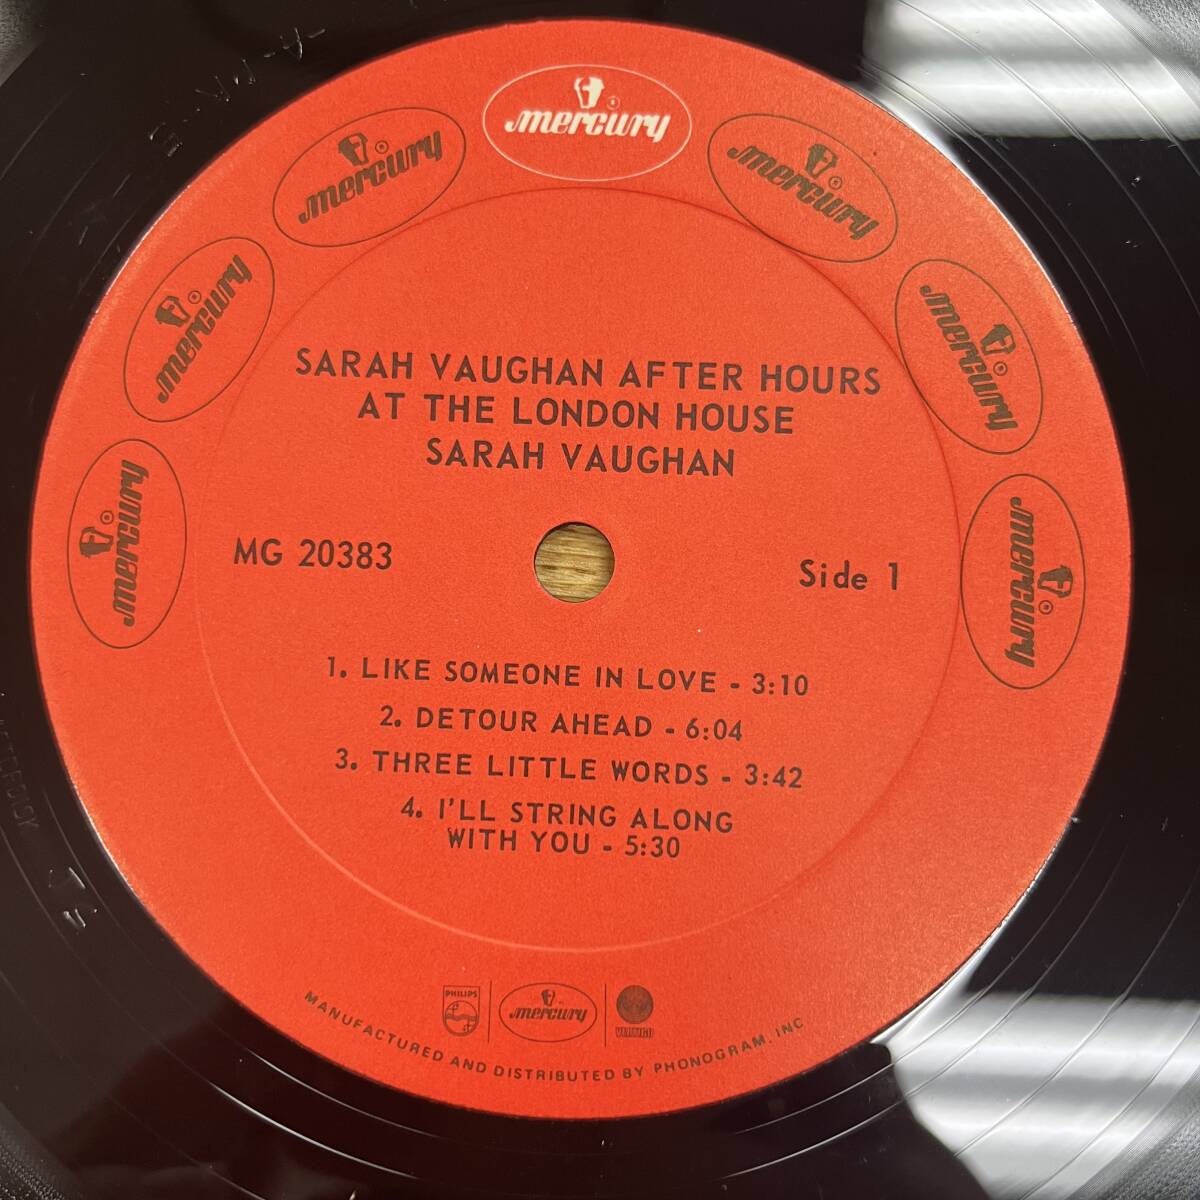 mercury
mercury
mercury
mercury
mercury
mercury
mercury
SARAH VAUGHAN AFTER HOURS
AT THE LONDON HOUSE
SARAH VAUGHAN
MG 20383
Side 1
1. LIKE SOMEONE IN LOVE - 3:10
2. DETOUR AHEAD - 6:04
3. THREE LITTLE WORDS - 3:42
4. I'LL STRING ALONG
WITH YOU - 5:30
PHILIPS
mercury
VERTIGO
MANUFACTURED AND DISTRIBUTED BY PHONOGRAM, INC